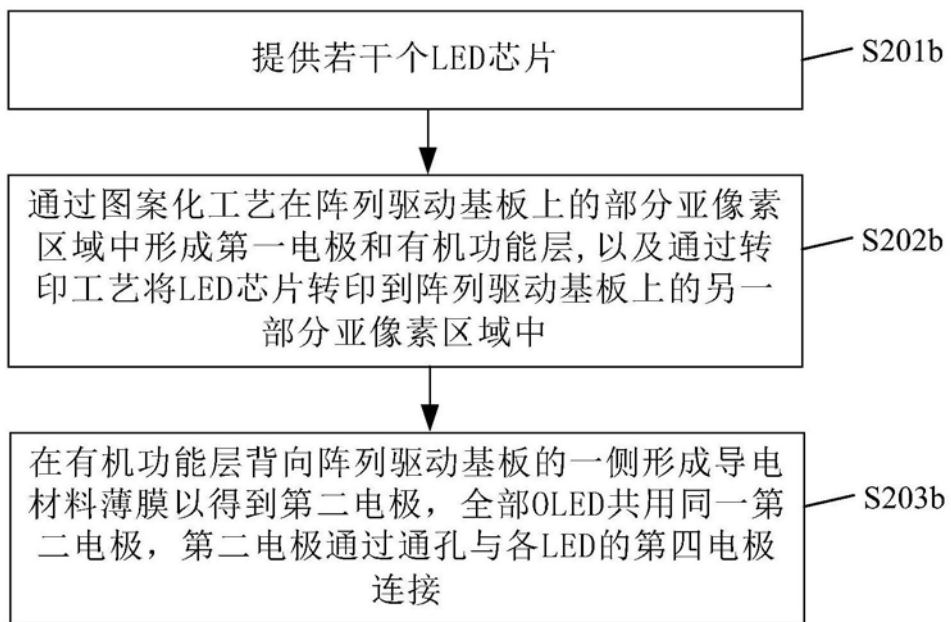 提供若干个LED芯片
S201b
通过图案化工艺在阵列驱动基板上的部分亚像素
区域中形成第一电极和有机功能层,以及通过转
印工艺将LED芯片转印到阵列驱动基板上的另一
部分亚像素区域中
S202b
在有机功能层背向阵列驱动基板的一侧形成导电
材料薄膜以得到第二电极，全部OLED共用同一第
二电极，第二电极通过通孔与各LED的第四电极
连接
S203b